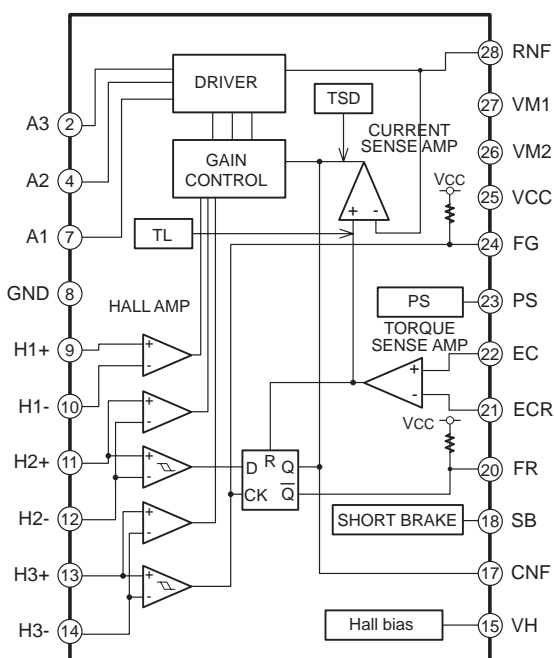 28 RNF
DRIVER
TSD
27 VM1
A3 2
CURRENT
SENSE AMP
26 VM2
GAIN
CONTROL
A2 4
VCC
25 VCC
+ -
A1 7
TL
24 FG
GND 8
PS
23 PS
HALL AMP
TORQUE
SENSE AMP
H1+ 9
+
-
22 EC
+
-
H1- 10
21 ECR
+
-
VCC
H2+ 11
+
-
D R Q
CK Q
20 FR
H2- 12
+
-
SHORT BRAKE
18 SB
H3+ 13
+
-
17 CNF
H3- 14
Hall bias
15 VH